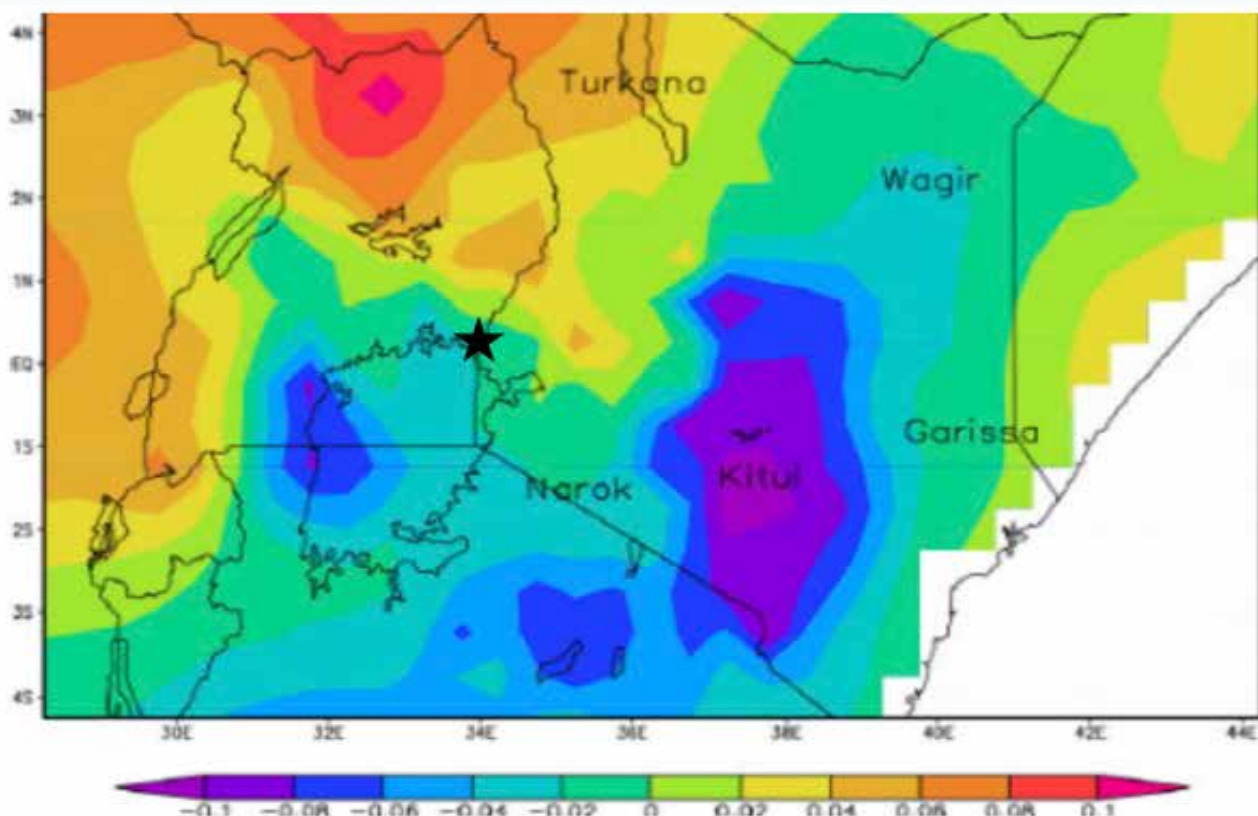 4N
Turkana
3N
Wagir
2N
1N
EQ
Garissa
1S
Kitui
Narok
2S
3S
4S
30E 32E 34E 36E 38E 40E 42E 44E
-0.1 -0.08 -0.06 -0.04 -0.02 0 0.02 0.04 0.06 0.08 0.1